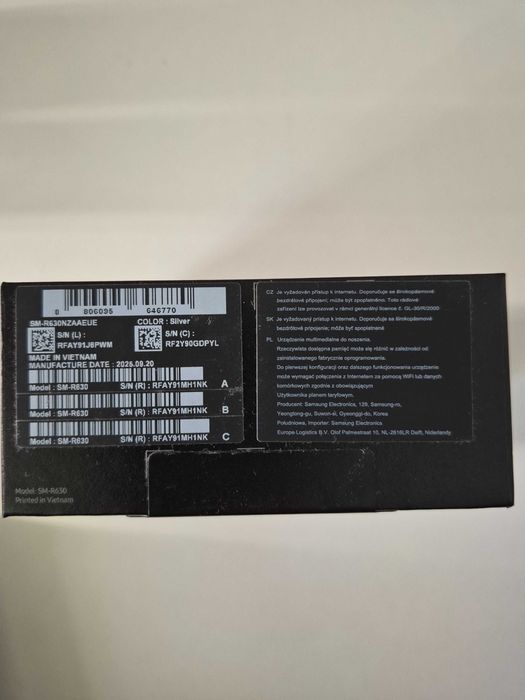 0 806095 646770
SM-R630NZAAEUE
COLOR : Silver
S/N (L) :
RFAY91J6PWM
S/N (C) :
RF2Y90GDPYL
MADE IN VIETNAM
MANUFACTURE DATE : 2025.09.20
Model : SM-R630 S/N (R) : RFAY91MH1NK A
Model : SM-R630 S/N (R) : RFAY91MH1NK B
Model : SM-R630 S/N (R) : RFAY91MH1NK C
Model: SM-R630
Printed in Vietnam
CZ Je vyžadován přístup k internetu. Doporučuje se širokopásmové
bezdrátové připojení; může být zpoplatněno. Toto rádiové
zařízení lze provozovat v rámci generální licence č. GL-30/R/2000
SK Je vyžadovaný prístup k internetu. Doporučuje se širokopásmové
bezdrôtové pripojenie; môže byť spoplatnené
PL Urządzenie multimedialne do noszenia.
Rzeczywista dostępna pamięć może się różnić w zależności od
zainstalowanego fabrycznie oprogramowania.
Do pierwszej konfiguracji oraz dalszego funkcjonowania urządzenie
może wymagać połączenia z Internetem za pomocą WiFi lub danych
komórkowych zgodnie z obowiązującym
Użytkownika planem taryfowym.
Producent: Samsung Electronics, 129, Samsung-ro,
Yeongtong-gu, Suwon-si, Gyeonggi-do, Korea
Południowa, Importer: Samsung Electronics
Europe Logistics B.V. Olof Palmestraat 10, NL-2616LR Delft, Niderlandy